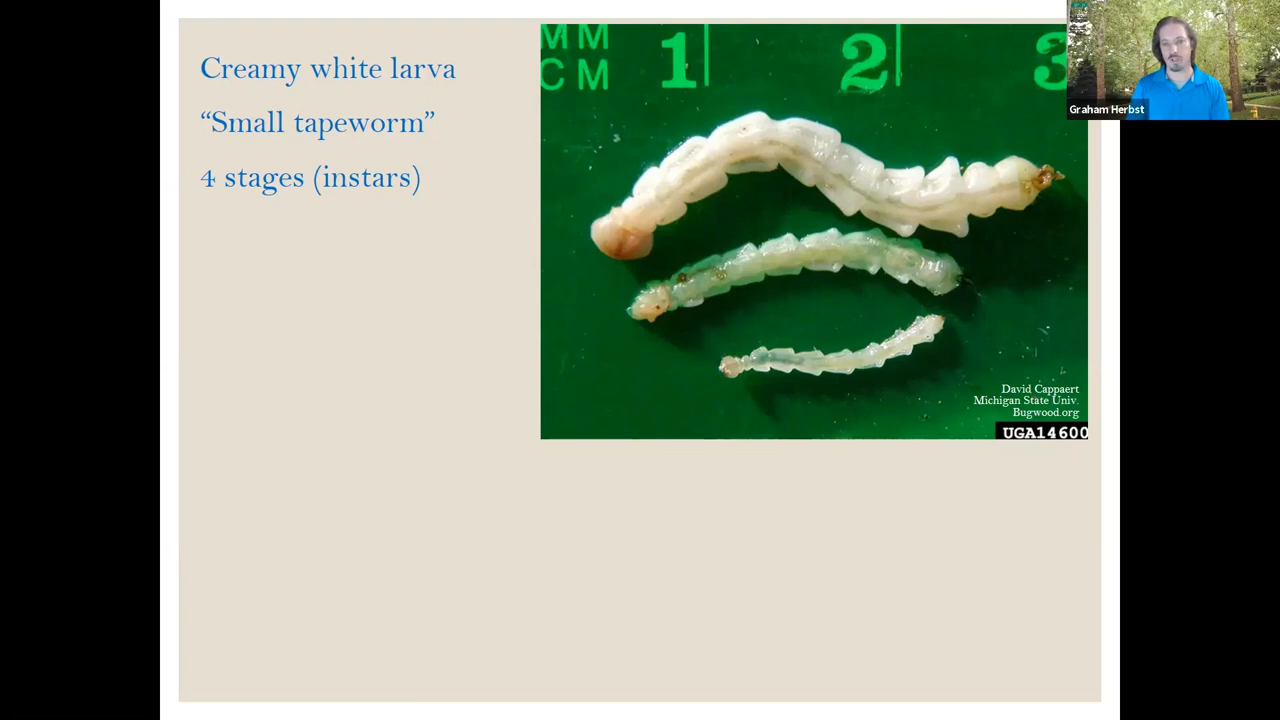 Creamy white larva
“Small tapeworm”
4 stages (instars)
MM
CM
1 2 3
David Cappaert
Michigan State Univ.
Bugwood.org
UGA14600
Graham Herbst